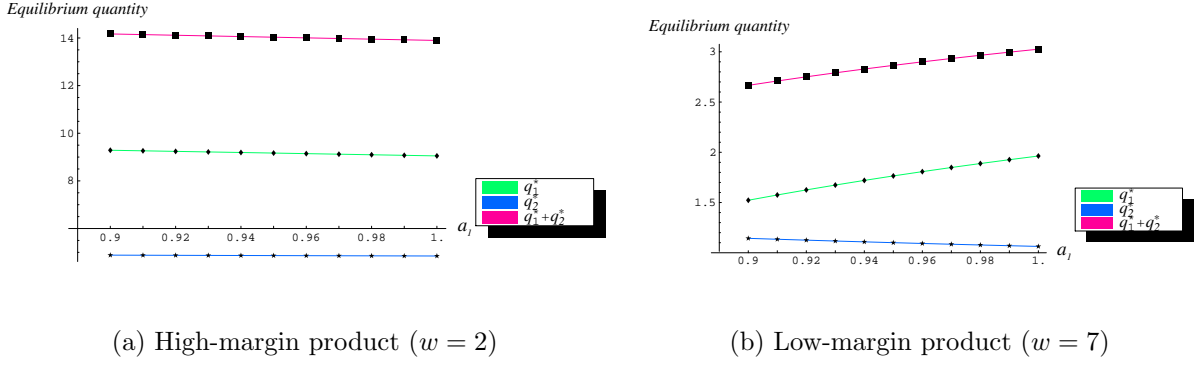 Equilibrium quantity
14
12
10
8
0.9 0.92 0.94 0.96 0.98 1.
a₁
q₁*
q₂*
q₁*+q₂*
(a) High-margin product (w = 2)
Equilibrium quantity
3
2.5
2
1.5
0.9 0.92 0.94 0.96 0.98 1.
a₁
q₁*
q₂*
q₁*+q₂*
(b) Low-margin product (w = 7)